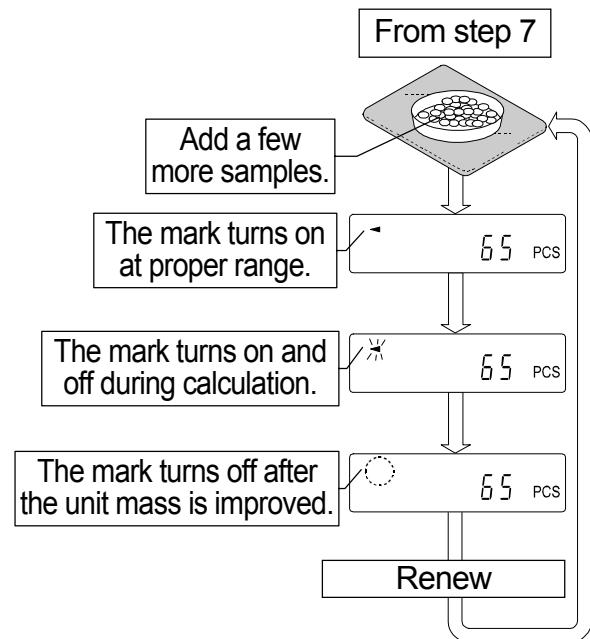 From step 7
Add a few
more samples.
The mark turns on
at proper range.
65 PCS
The mark turns on and
off during calculation.
65 PCS
The mark turns off after
the unit mass is improved.
65 PCS
Renew